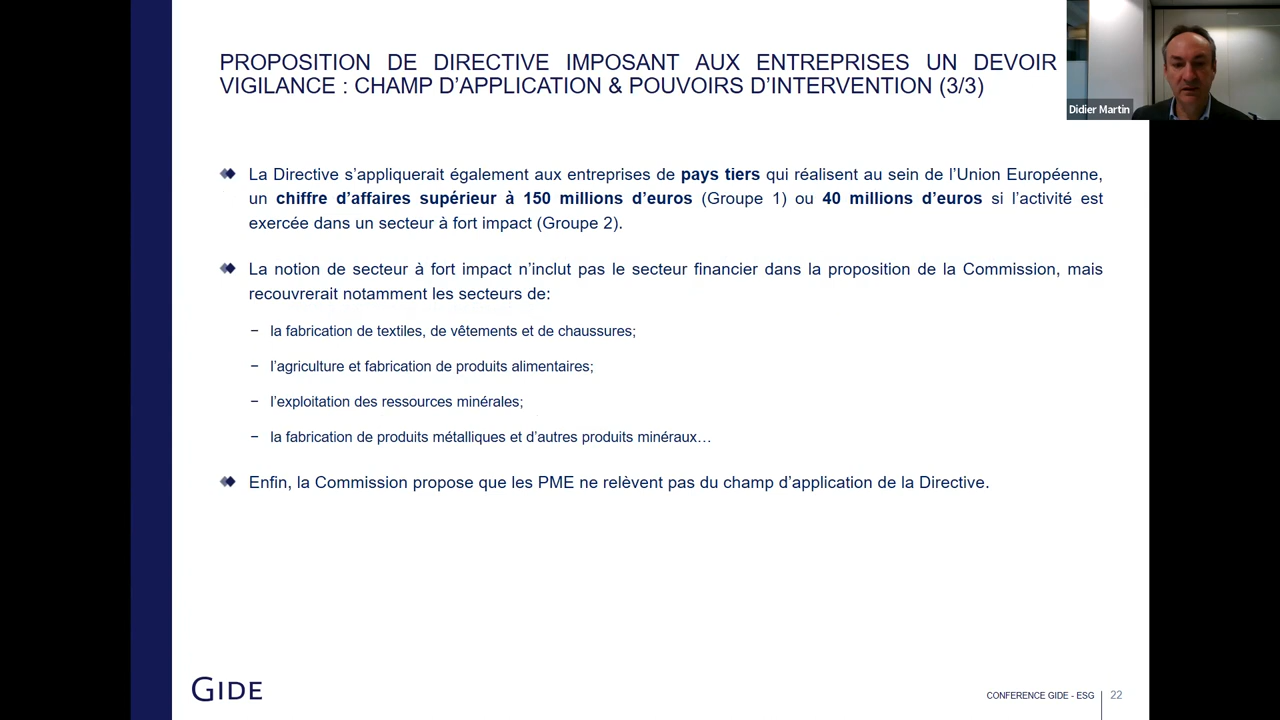 PROPOSITION DE DIRECTIVE IMPOSANT AUX ENTREPRISES UN DEVOIR
VIGILANCE : CHAMP D’APPLICATION & POUVOIRS D’INTERVENTION (3/3)
Didier Martin
La Directive s’appliquerait également aux entreprises de pays tiers qui réalisent au sein de l’Union Européenne,
un chiffre d’affaires supérieur à 150 millions d’euros (Groupe 1) ou 40 millions d’euros si l’activité est
exercée dans un secteur à fort impact (Groupe 2).
La notion de secteur à fort impact n’inclut pas le secteur financier dans la proposition de la Commission, mais
recouvrerait notamment les secteurs de:
− la fabrication de textiles, de vêtements et de chaussures;
− l’agriculture et fabrication de produits alimentaires;
− l’exploitation des ressources minérales;
− la fabrication de produits métalliques et d’autres produits minéraux…
Enfin, la Commission propose que les PME ne relèvent pas du champ d’application de la Directive.
GIDE
CONFERENCE GIDE - ESG 22